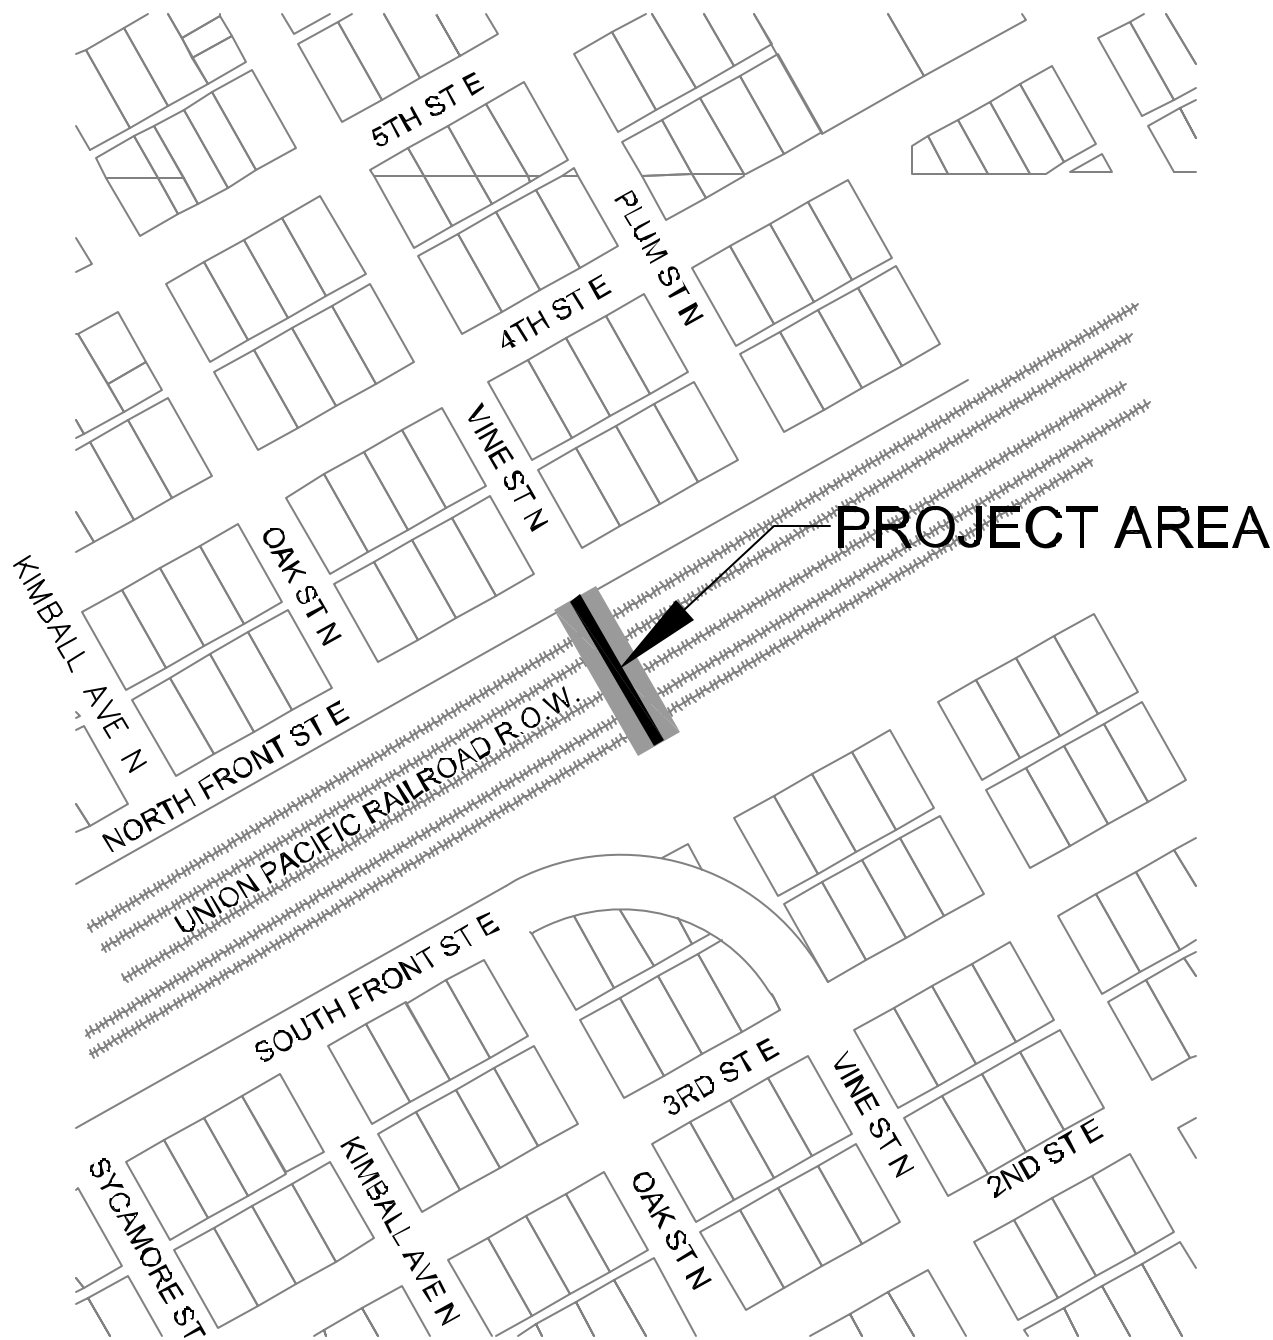 5TH ST E
PLUM ST N
4TH ST E
VINE ST N
PROJECT AREA
OAK ST N
KIMBALL AVE N
NORTH FRONT ST E
UNION PACIFIC RAILROAD R.O.W.
SOUTH FRONT ST E
3RD ST E
VINE ST N
2ND ST E
KIMBALL AVE N
SYCAMORE ST
OAK ST N